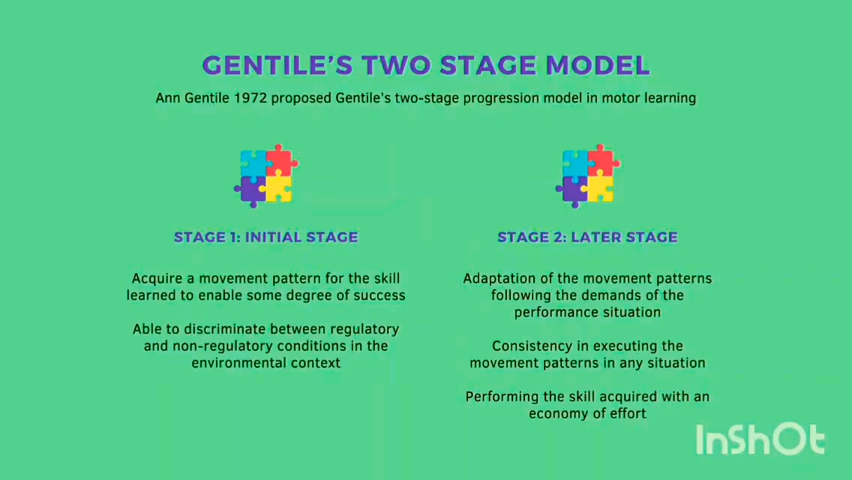 GENTILE'S TWO STAGE MODEL
Ann Gentile 1972 proposed Gentile's two-stage progression model in motor learning
STAGE 1: INITIAL STAGE
Acquire a movement pattern for the skill
learned to enable some degree of success
Able to discriminate between regulatory
and non-regulatory conditions in the
environmental context
STAGE 2: LATER STAGE
Adaptation of the movement patterns
following the demands of the
performance situation
Consistency in executing the
movement patterns in any situation
Performing the skill acquired with an
economy of effort
InShOt